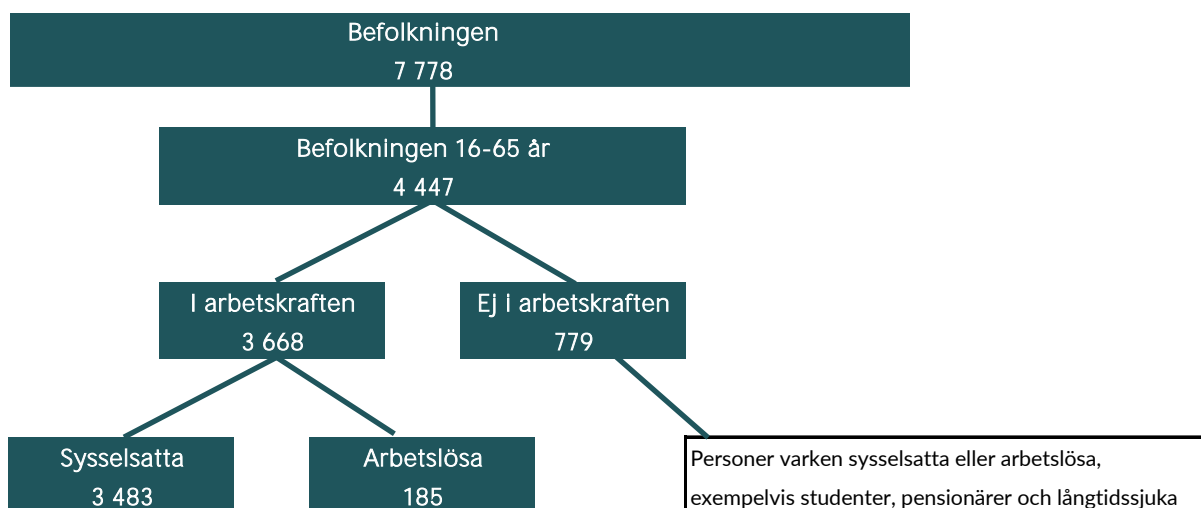 Befolkningen
7 778
Befolkningen 16-65 år
4 447
I arbetskraften
3 668
Ej i arbetskraften
779
Sysselsatta
3 483
Arbetslösa
185
Personer varken sysselsatta eller arbetslösa,
exempelvis studenter, pensionärer och långtidssjuka